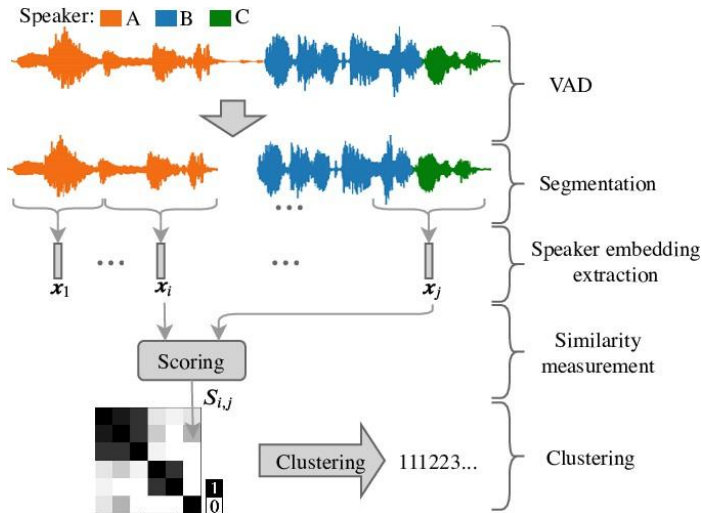 Speaker: A B C
VAD
Segmentation
...
Speaker embedding
extraction
x1 ... xi ... xj
Similarity
measurement
Scoring
Si,j
Clustering
111223...
Clustering
1
0